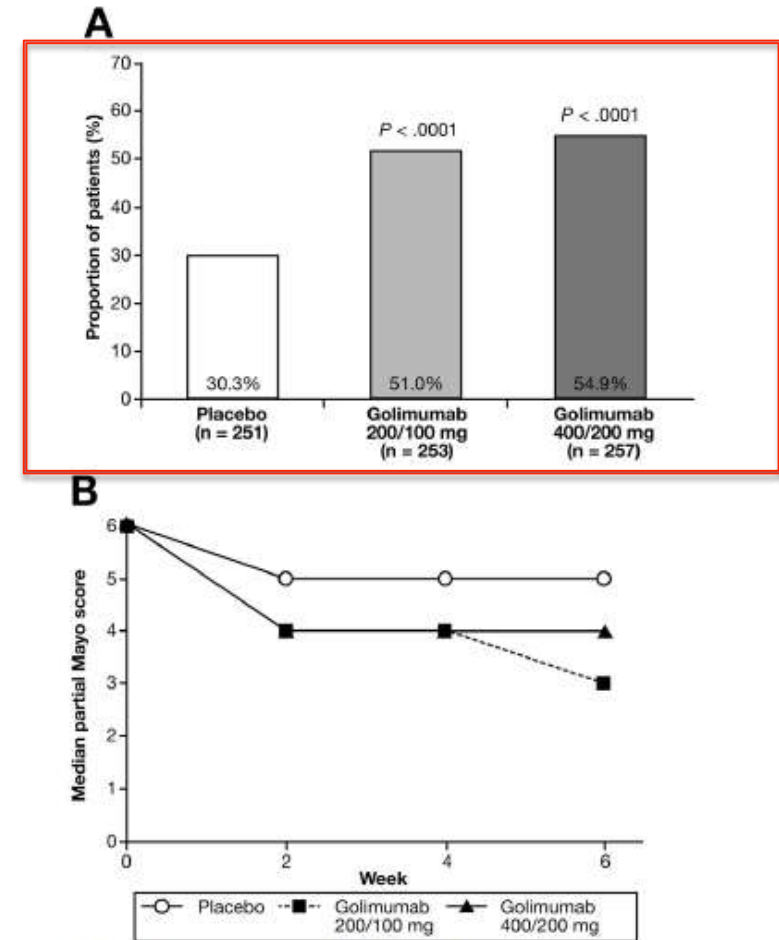 A
Proportion of patients (%)
70
60
50
40
30
20
10
0
P < .0001
P < .0001
30.3%
51.0%
54.9%
Placebo
(n = 251)
Golimumab
200/100 mg
(n = 253)
Golimumab
400/200 mg
(n = 257)
B
Median partial Mayo score
6
5
4
3
2
1
0
0
2
4
6
Week
Placebo
Golimumab
200/100 mg
Golimumab
400/200 mg